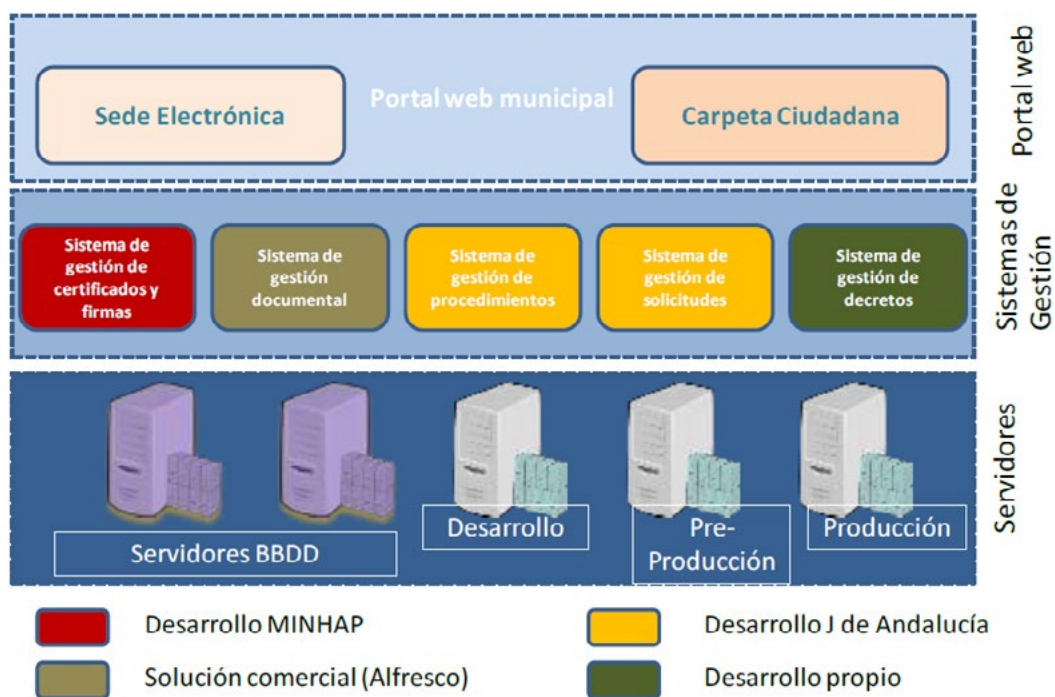 Portal web municipal
Sede Electrónica
Carpeta Ciudadana
Portal web
Sistema de
gestión de
certificados y
firmas
Sistema de
gestión
documental
Sistema de
gestión de
procedimientos
Sistema de
gestión de
solicitudes
Sistema de
gestión de
decretos
Sistemas de
Gestión
Servidores BBDD
Desarrollo
Pre-
Producción
Producción
Servidores
Desarrollo MINHAP
Desarrollo J de Andalucía
Solución comercial (Alfresco)
Desarrollo propio